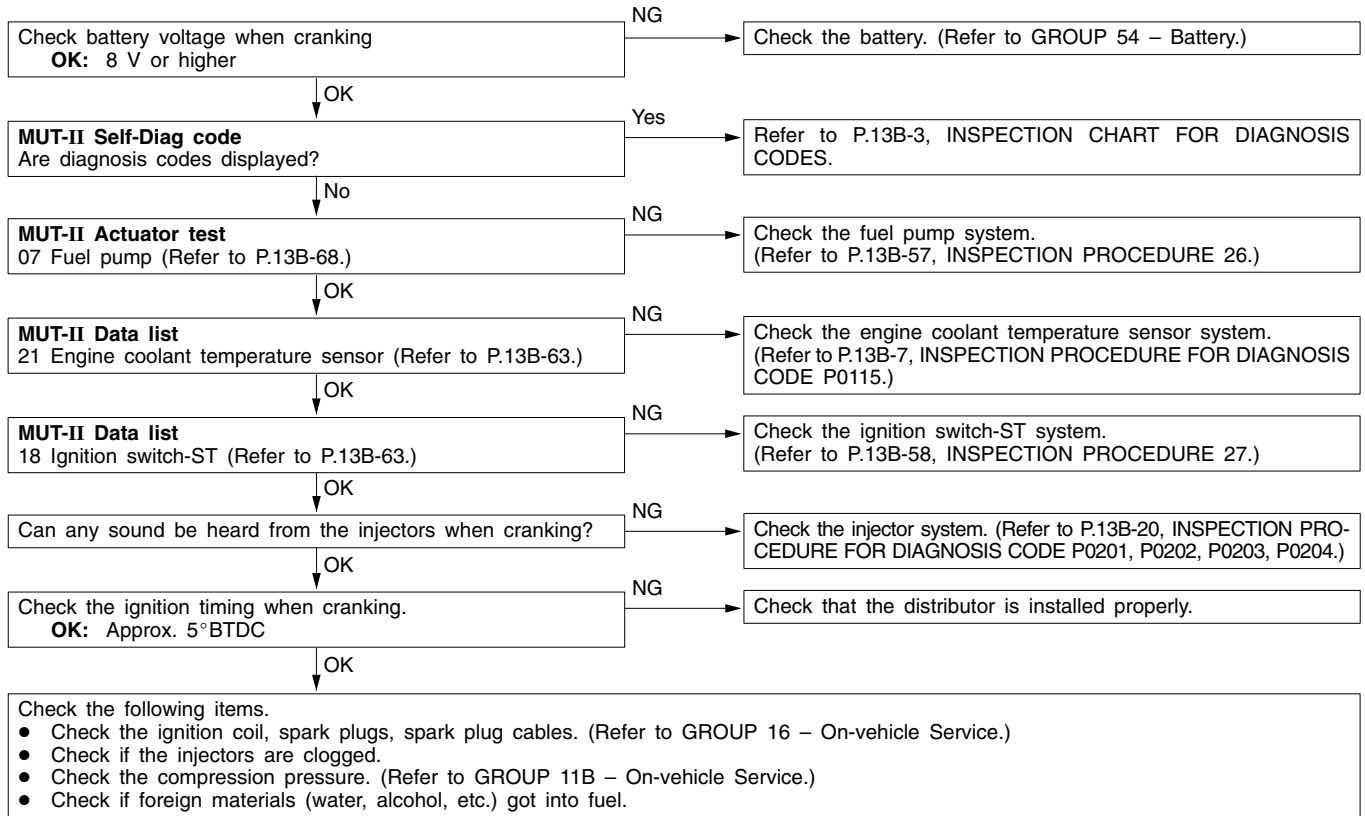 Check battery voltage when cranking
OK: 8 V or higher
NG
Check the battery. (Refer to GROUP 54 – Battery.)
OK
MUT-II Self-Diag code
Are diagnosis codes displayed?
Yes
Refer to P.13B-3, INSPECTION CHART FOR DIAGNOSIS
CODES.
No
MUT-II Actuator test
07 Fuel pump (Refer to P.13B-68.)
NG
Check the fuel pump system.
(Refer to P.13B-57, INSPECTION PROCEDURE 26.)
OK
MUT-II Data list
21 Engine coolant temperature sensor (Refer to P.13B-63.)
NG
Check the engine coolant temperature sensor system.
(Refer to P.13B-7, INSPECTION PROCEDURE FOR DIAGNOSIS
CODE P0115.)
OK
MUT-II Data list
18 Ignition switch-ST (Refer to P.13B-63.)
NG
Check the ignition switch-ST system.
(Refer to P.13B-58, INSPECTION PROCEDURE 27.)
OK
Can any sound be heard from the injectors when cranking?
NG
Check the injector system. (Refer to P.13B-20, INSPECTION PRO-
CEDURE FOR DIAGNOSIS CODE P0201, P0202, P0203, P0204.)
OK
Check the ignition timing when cranking.
OK: Approx. 5°BTDC
NG
Check that the distributor is installed properly.
OK
Check the following items.
● Check the ignition coil, spark plugs, spark plug cables. (Refer to GROUP 16 – On-vehicle Service.)
● Check if the injectors are clogged.
● Check the compression pressure. (Refer to GROUP 11B – On-vehicle Service.)
● Check if foreign materials (water, alcohol, etc.) got into fuel.